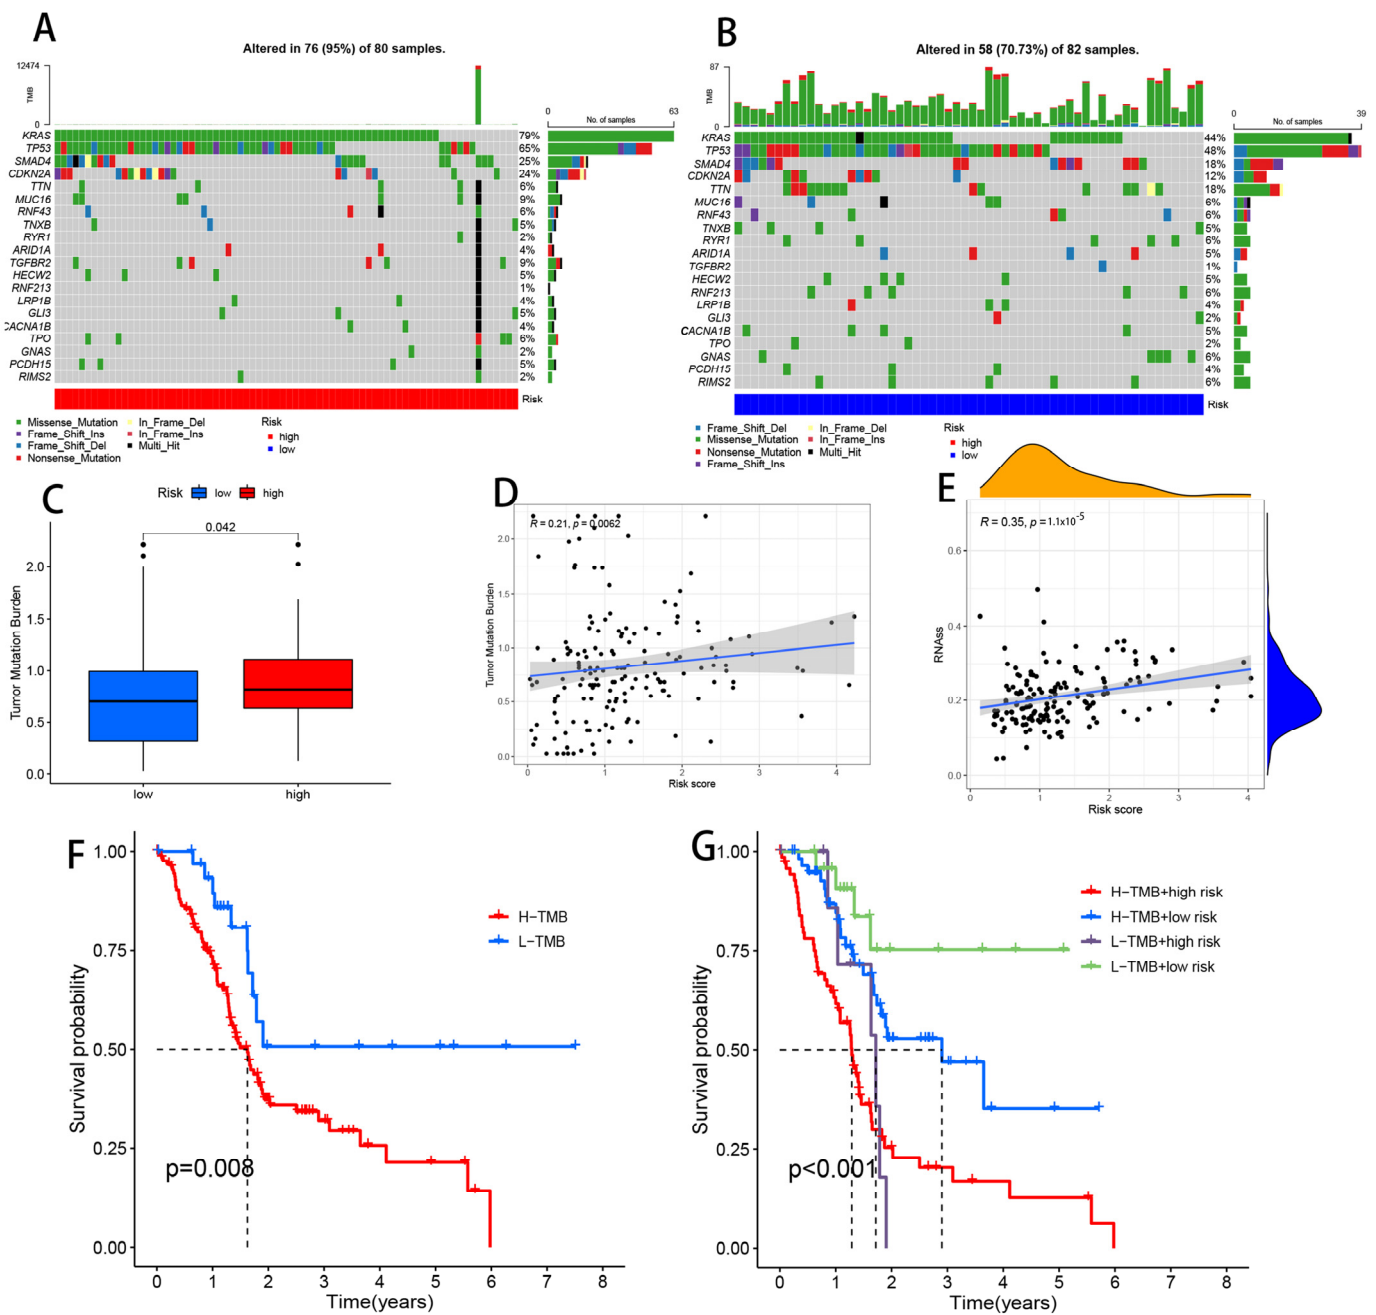 A
Altered in 76 (95%) of 80 samples.
12474
TMB
0
0
63
No. of samples
KRAS 79%
TP53 65%
SMAD4 25%
CDKN2A 24%
TTN 6%
MUC16 9%
RNF43 6%
TNXB 5%
RYR1 2%
ARID1A 4%
TGFBR2 9%
HECW2 5%
RNF213 1%
LRP1B 4%
GLI3 5%
CACNA1B 4%
TPO 6%
GNAS 2%
PCDH15 5%
RIMS2 2%
Risk
Missense_Mutation
Frame_Shift_Ins
Frame_Shift_Del
Nonsense_Mutation
In_Frame_Del
In_Frame_Ins
Multi_Hit
Risk
high
low
B
Altered in 58 (70.73%) of 82 samples.
87
TMB
0
0
39
No. of samples
KRAS 44%
TP53 48%
SMAD4 18%
CDKN2A 12%
TTN 18%
MUC16 6%
RNF43 6%
TNXB 5%
RYR1 6%
ARID1A 5%
TGFBR2 1%
HECW2 5%
RNF213 6%
LRP1B 4%
GLI3 2%
CACNA1B 5%
TPO 2%
GNAS 6%
PCDH15 4%
RIMS2 6%
Risk
Frame_Shift_Del
Missense_Mutation
Nonsense_Mutation
Frame_Shift_Ins
In_Frame_Del
In_Frame_Ins
Multi_Hit
Risk
high
low
C
Risk low high
0.042
Tumor Mutation Burden
2.0
1.5
1.0
0.5
0.0
low high
D
R = 0.21, p = 0.0062
Tumor Mutation Burden
2.0
1.5
1.0
0.5
0.0
0 1 2 3 4
Risk score
E
R = 0.35, p = 1.1x10-5
RNAss
0.6
0.4
0.2
0.0
0 1 2 3 4
Risk score
F
Survival probability
1.00
0.75
0.50
0.25
0.00
H-TMB
L-TMB
p=0.008
0 1 2 3 4 5 6 7 8
Time(years)
G
Survival probability
1.00
0.75
0.50
0.25
0.00
H-TMB+high risk
H-TMB+low risk
L-TMB+high risk
L-TMB+low risk
p<0.001
0 1 2 3 4 5 6 7 8
Time(years)